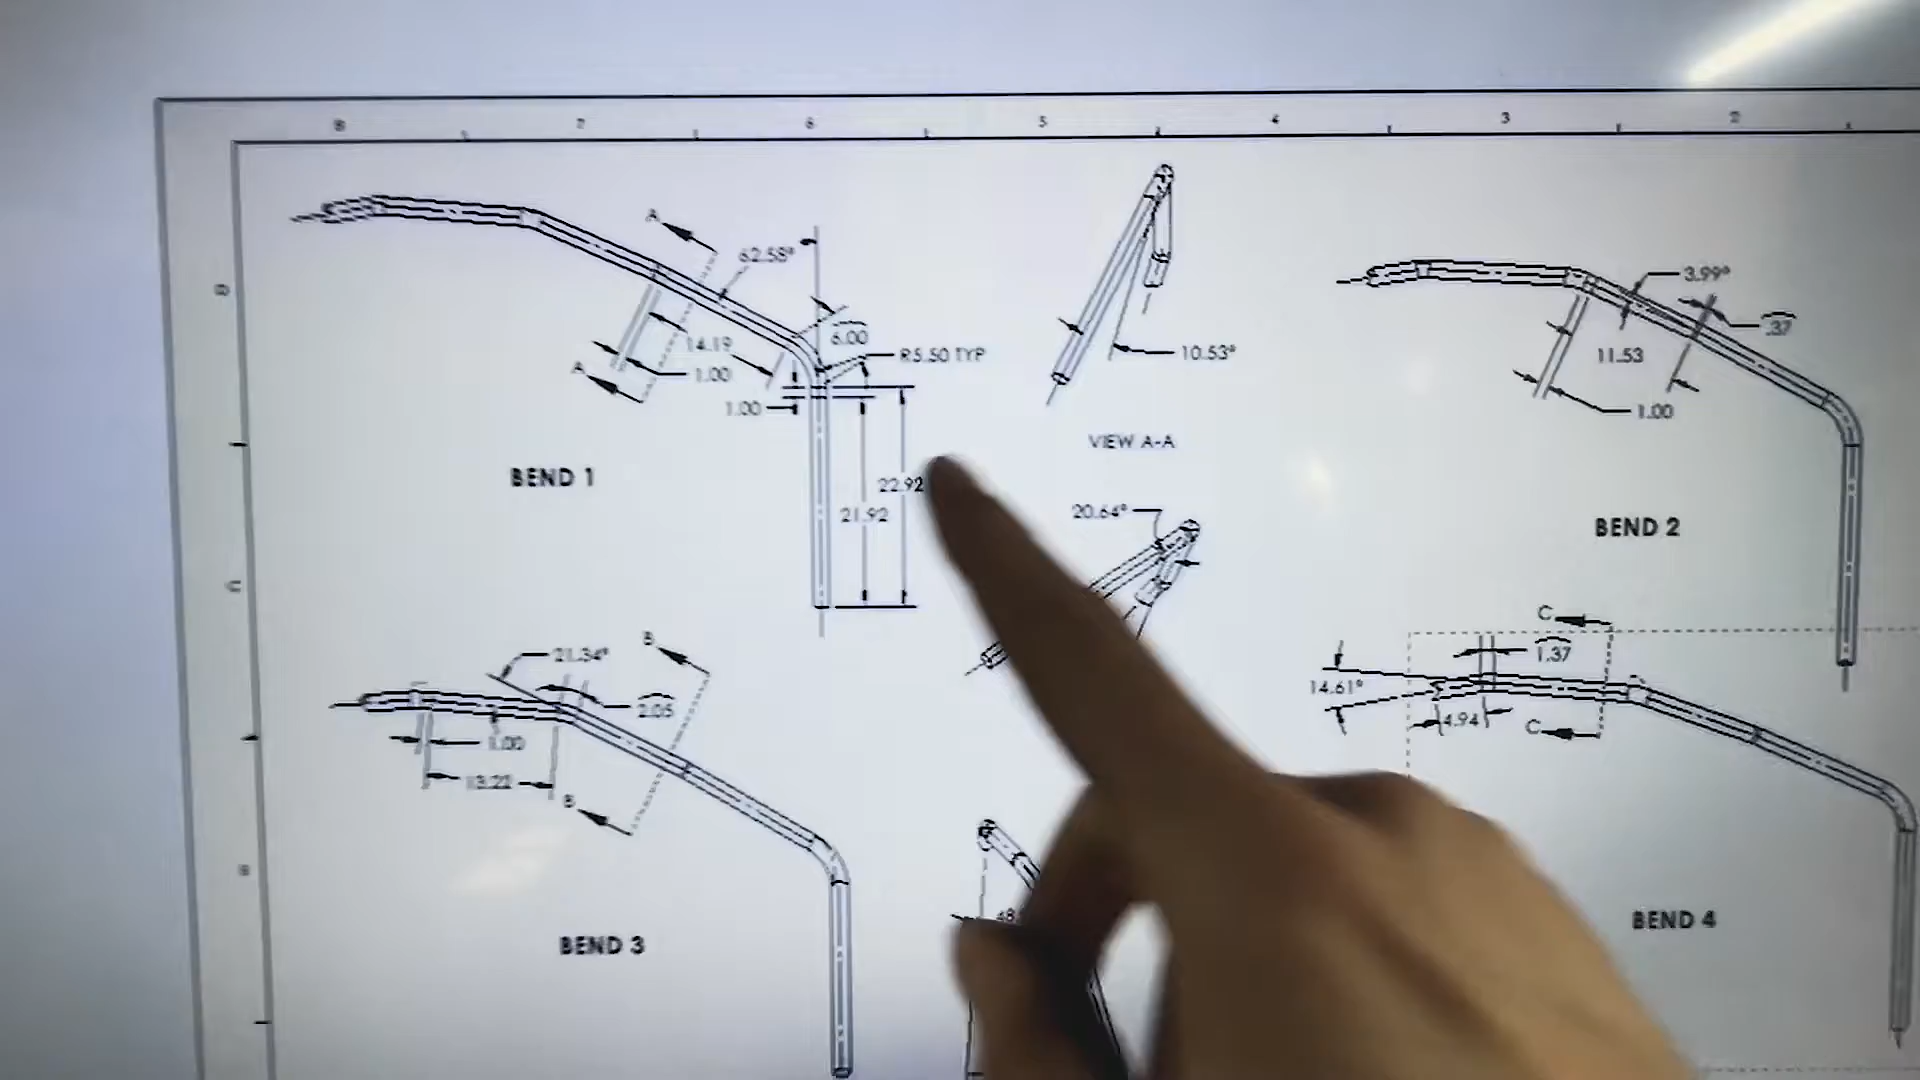 8 7 6 5 4 3 2 1
D
A
62.58°
6.00
R5.50 TYP
14.19
1.00
A
1.00
22.92
21.92
BEND 1
10.53°
VIEW A-A
20.64°
3.99°
.37
11.53
1.00
BEND 2
C
B
21.34°
2.05
1.00
13.22
B
BEND 3
48
C
1.37
14.61°
4.94
C
BEND 4
B